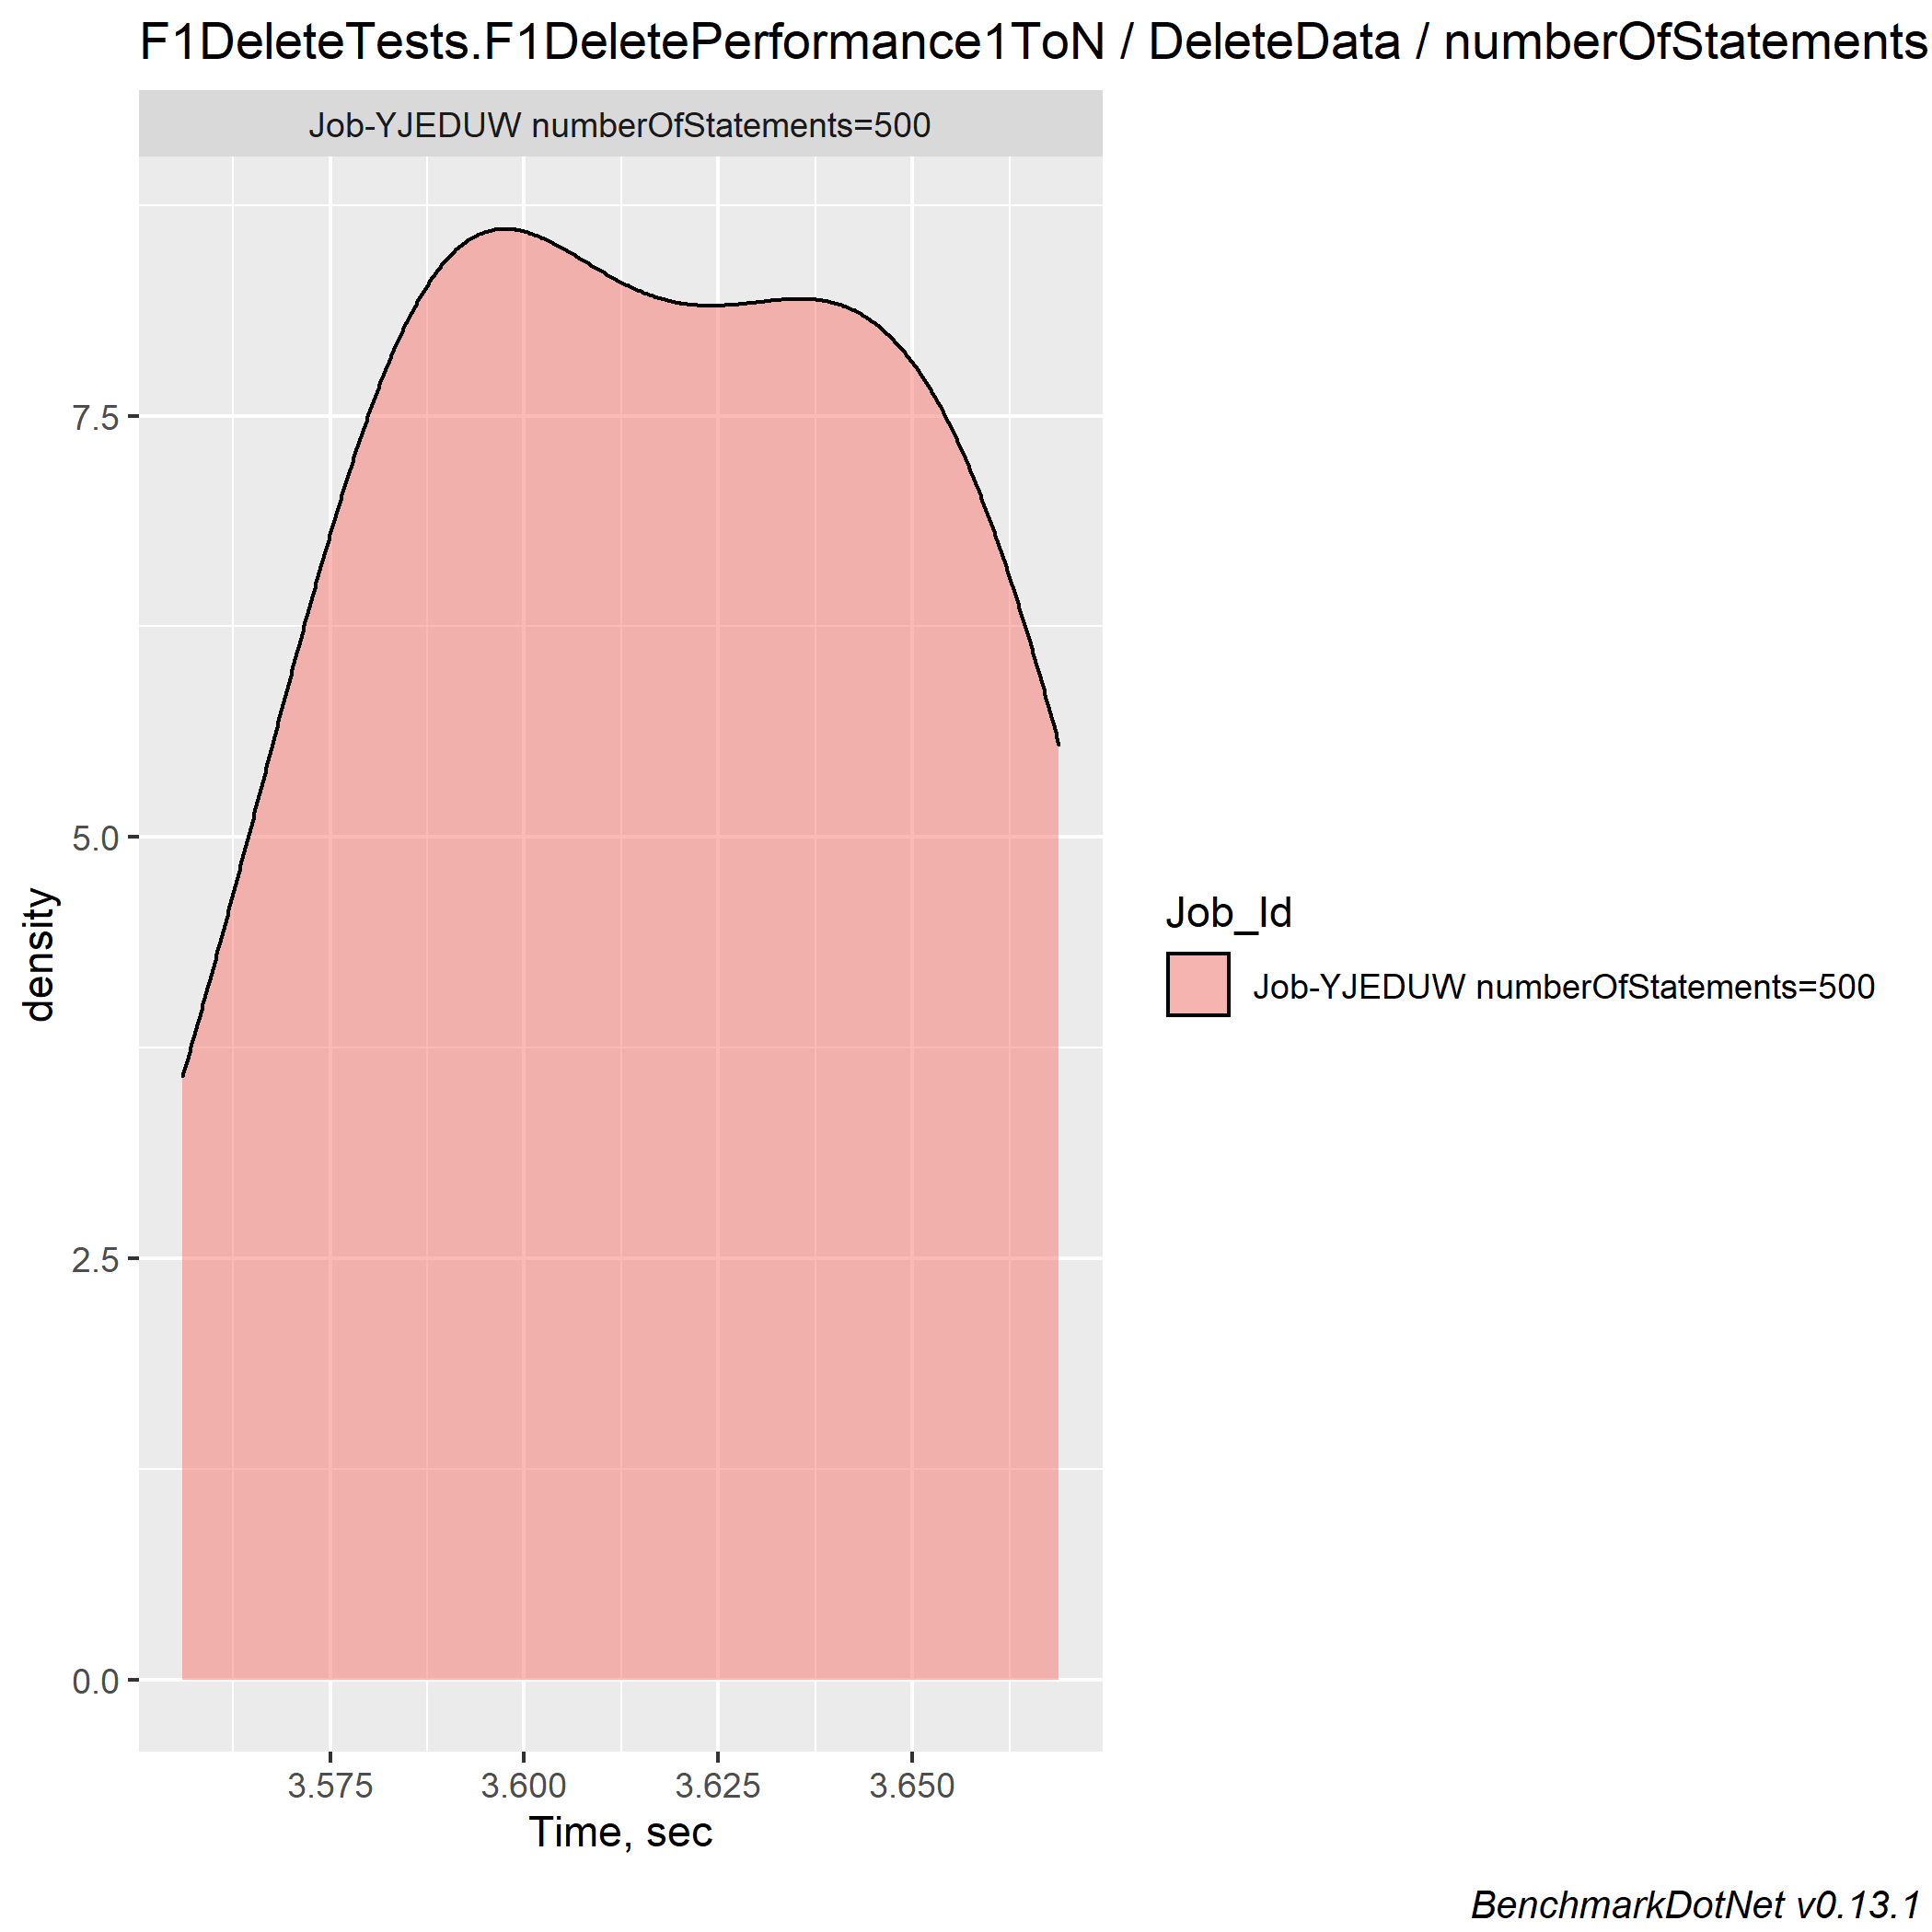 F1DeleteTests.F1DeletePerformance1ToN / DeleteData / numberOfStatements
Job-YJEDUW numberOfStatements=500
7.5
5.0
2.5
0.0
density
3.575 3.600 3.625 3.650
Time, sec
Job_Id
Job-YJEDUW numberOfStatements=500
BenchmarkDotNet v0.13.1